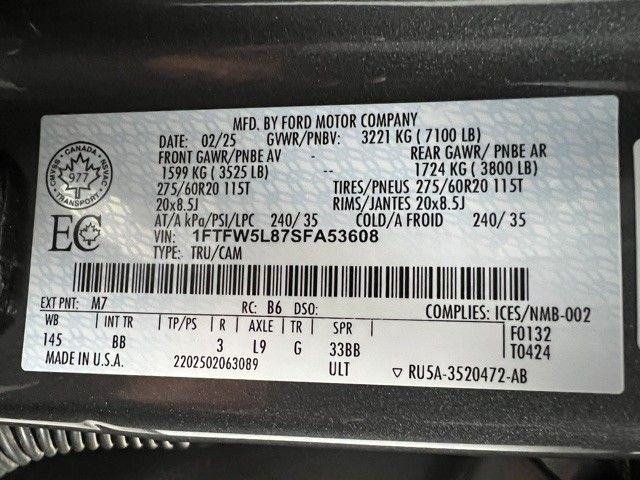 MFD. BY FORD MOTOR COMPANY
DATE: 02/25 GVWR/PNBV: 3221 KG ( 7100 LB)
FRONT GAWR/PNBE AV - REAR GAWR/ PNBE AR
1599 KG ( 3525 LB) -- 1724 KG ( 3800 LB)
275/60R20 115T TIRES/PNEUS 275/60R20 115T
20x8.5J RIMS/JANTES 20x8.5J
AT/A kPa/PSI/LPC 240/ 35 COLD/A FROID 240/ 35
VIN: 1FTFW5L87SFA53608
TYPE: TRU/CAM
CANADA
CMVSS NSVAC
977
TRANSPORT
EC
EXT PNT: M7 RC: B6 DSO: COMPLIES: ICES/NMB-002
WB INT TR TP/PS R AXLE TR SPR F0132
145 BB 3 L9 G 33BB T0424
MADE IN U.S.A. 2202502063089 ULT ▽ RU5A-3520472-AB